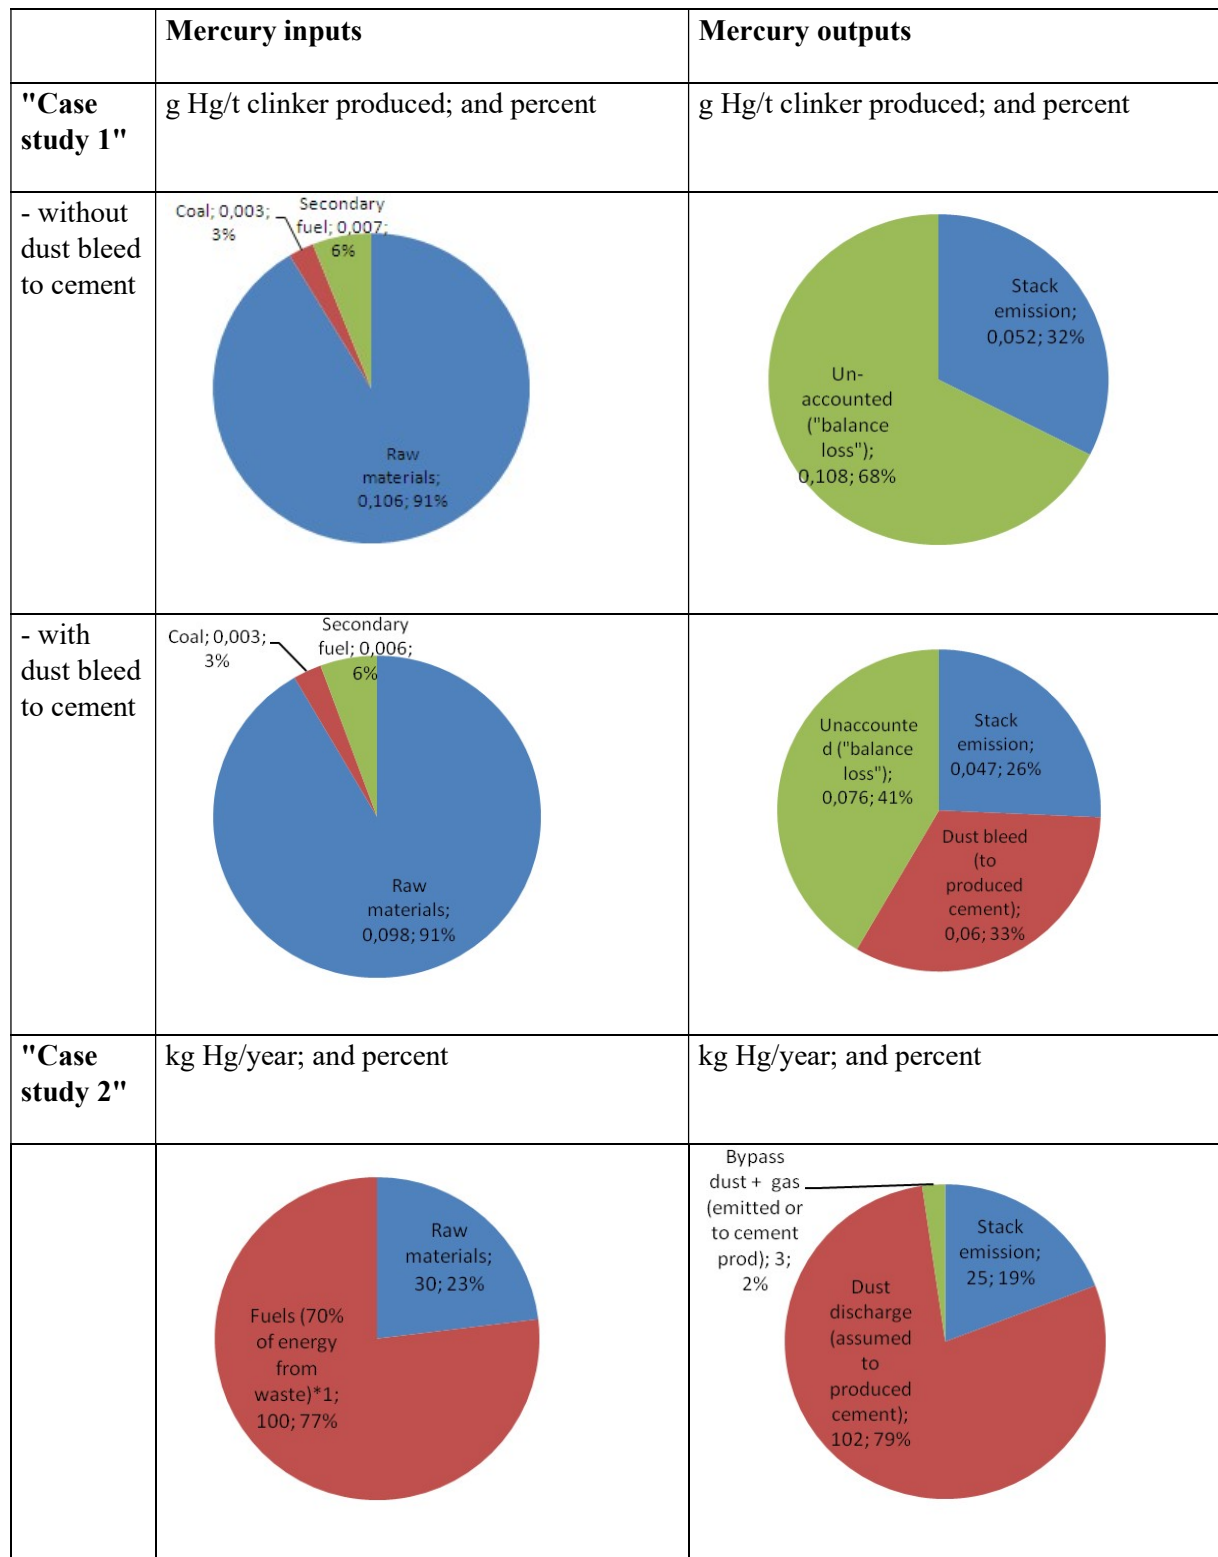 Mercury inputs
Mercury outputs
"Case
study 1"
g Hg/t clinker produced; and percent
g Hg/t clinker produced; and percent
- without
dust bleed
to cement
Coal; 0,003;
3%
Secondary
fuel; 0,007;
6%
Raw
materials;
0,106; 91%
Stack
emission;
0,052; 32%
Un-
accounted
("balance
loss");
0,108; 68%
- with
dust bleed
to cement
Coal; 0,003;
3%
Secondary
fuel; 0,006;
6%
Raw
materials;
0,098; 91%
Unaccounte
d ("balance
loss");
0,076; 41%
Stack
emission;
0,047; 26%
Dust bleed
(to
produced
cement);
0,06; 33%
"Case
study 2"
kg Hg/year; and percent
kg Hg/year; and percent
Raw
materials;
30; 23%
Fuels (70%
of energy
from
waste)*1;
100; 77%
Bypass
dust + gas
(emitted or
to cement
prod); 3;
2%
Stack
emission;
25; 19%
Dust
discharge
(assumed
to
produced
cement);
102; 79%